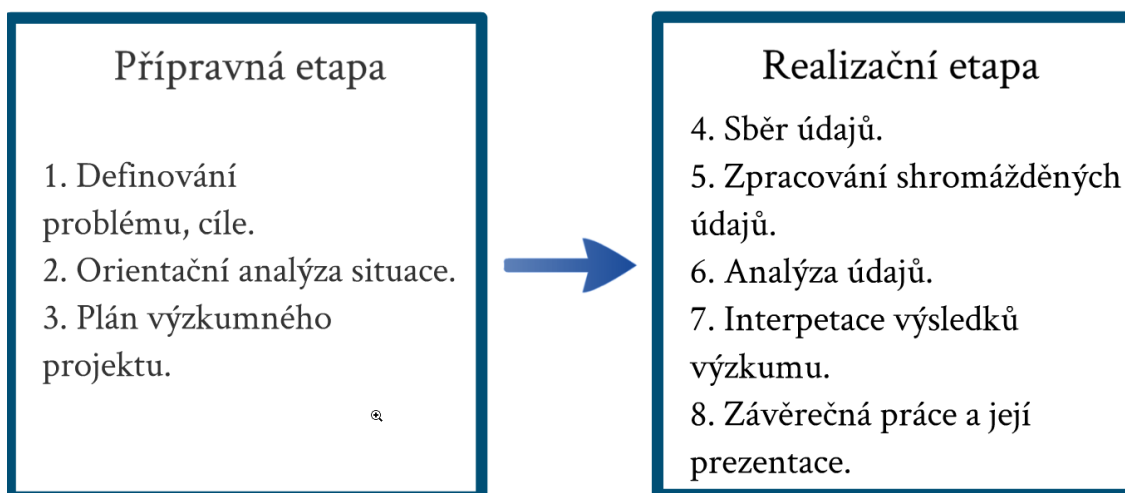 Přípravná etapa
1. Definování
problému, cíle.
2. Orientační analýza situace.
3. Plán výzkumného
projektu.
Realizační etapa
4. Sběr údajů.
5. Zpracování shromážděných
údajů.
6. Analýza údajů.
7. Interpetace výsledků
výzkumu.
8. Závěrečná práce a její
prezentace.